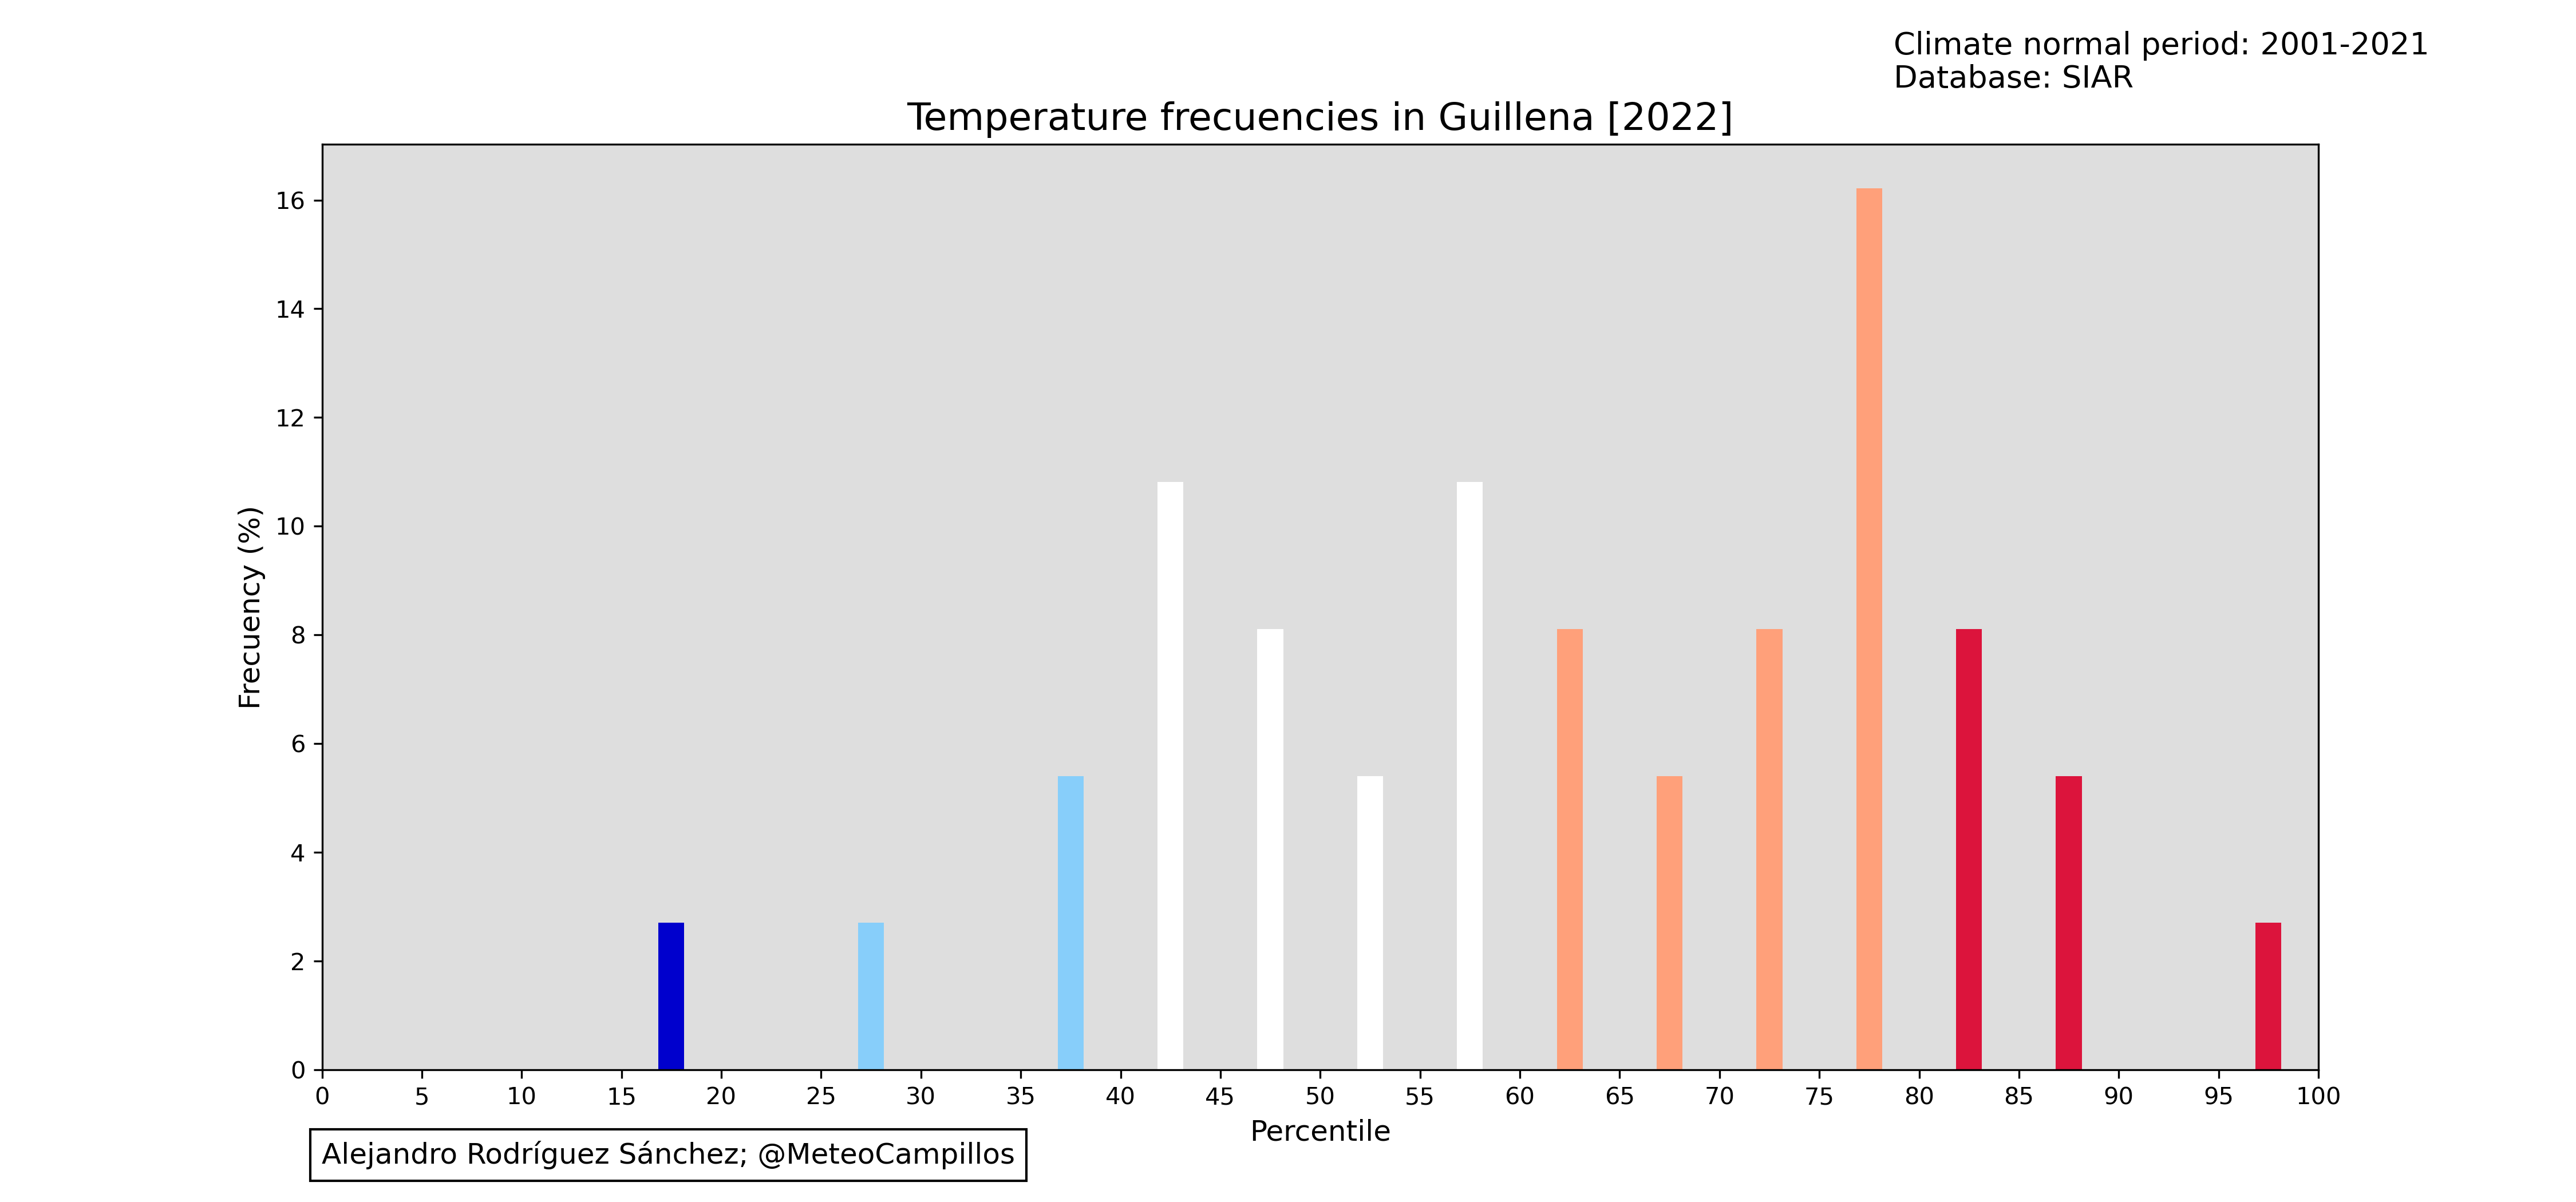 Climate normal period: 2001-2021
Database: SIAR
Temperature frecuencies in Guillena [2022]
16
14
12
10
8
6
4
2
0
Frecuency (%)
0 5 10 15 20 25 30 35 40 45 50 55 60 65 70 75 80 85 90 95 100
Percentile
Alejandro Rodríguez Sánchez; @MeteoCampillos